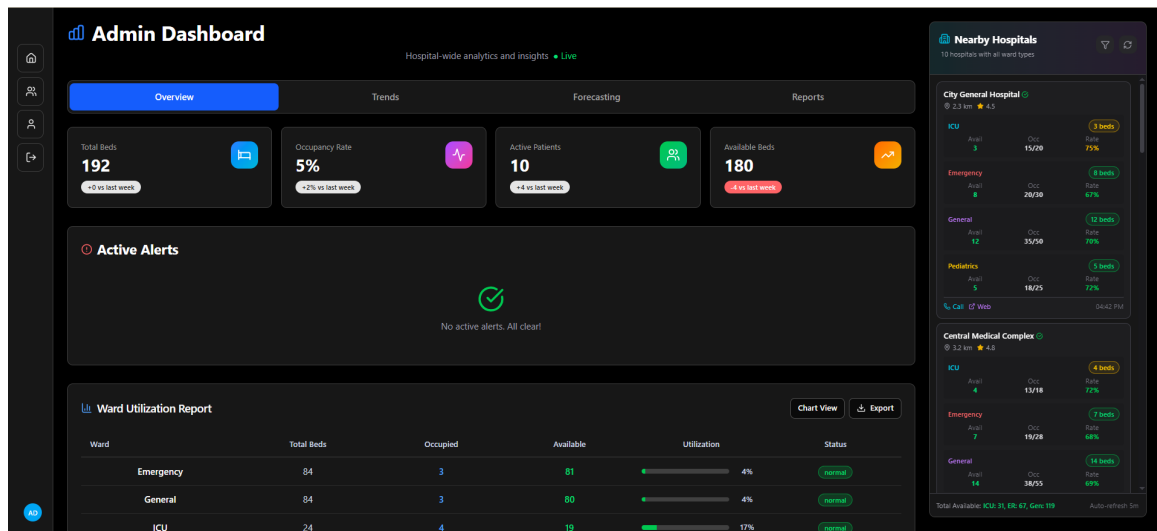 Admin Dashboard
Hospital-wide analytics and insights • Live
Overview Trends Forecasting Reports
Total Beds
192
+0 vs last week
Occupancy Rate
5%
+2% vs last week
Active Patients
10
+4 vs last week
Available Beds
180
-4 vs last week
Active Alerts
No active alerts. All clear!
Ward Utilization Report
Chart View Export
Ward Total Beds Occupied Available Utilization Status
Emergency 84 3 81 4% normal
General 84 3 80 4% normal
ICU 24 4 19 17% normal
AD
Nearby Hospitals
10 hospitals with all ward types
City General Hospital
2.3 km 4.5
ICU 3 beds
Avail Occ Rate
3 15/20 75%
Emergency 8 beds
Avail Occ Rate
8 20/30 67%
General 12 beds
Avail Occ Rate
12 35/50 70%
Pediatrics 5 beds
Avail Occ Rate
5 18/25 72%
Call Web 04:42 PM
Central Medical Complex
3.2 km 4.8
ICU 4 beds
Avail Occ Rate
4 13/18 72%
Emergency 7 beds
Avail Occ Rate
7 19/28 68%
General 14 beds
Avail Occ Rate
14 38/55 69%
Total Available: ICU: 31, ER: 67, Gen: 119 Auto-refresh 5m